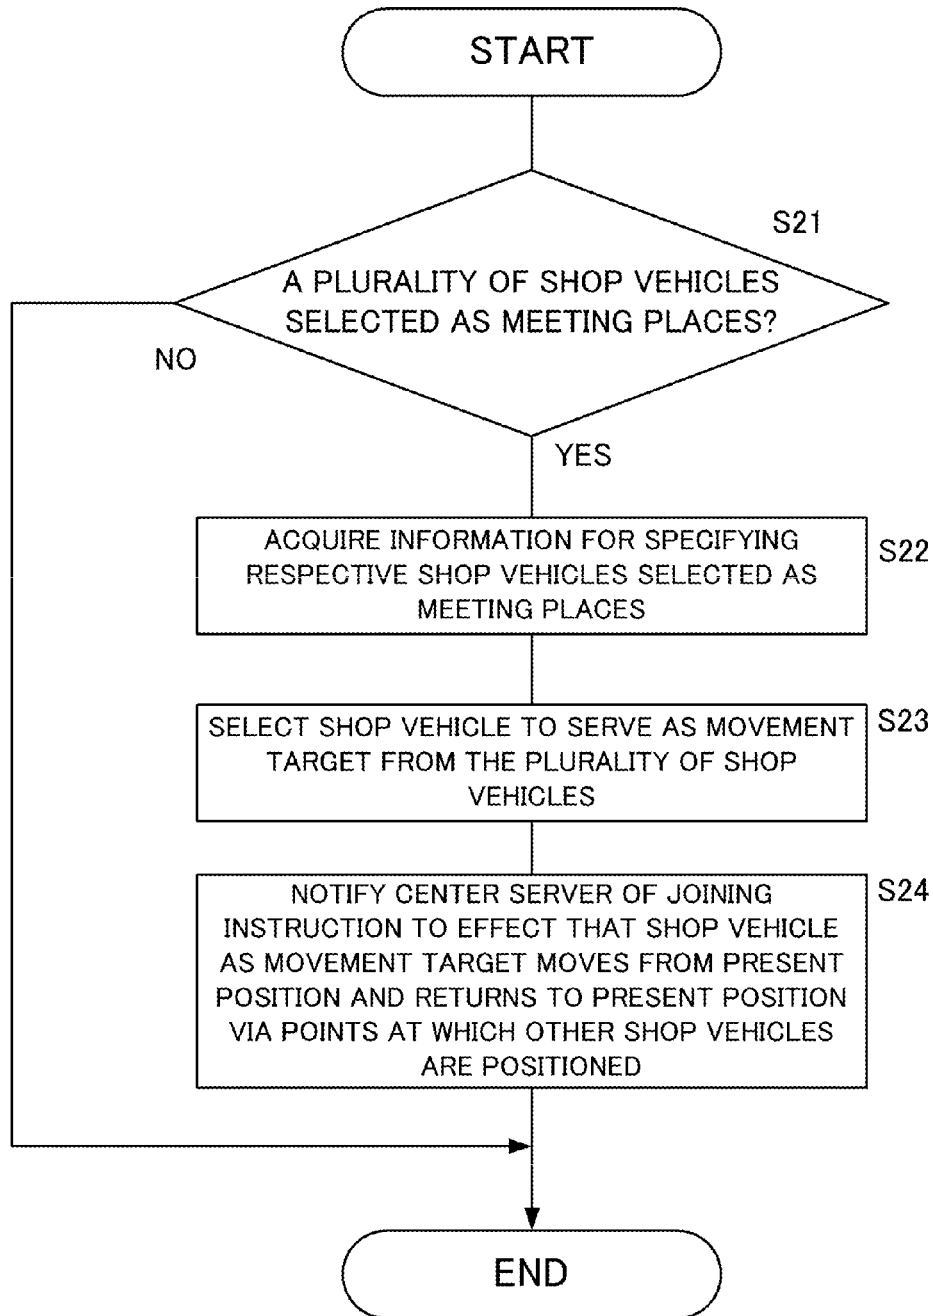 START
S21
A PLURALITY OF SHOP VEHICLES
SELECTED AS MEETING PLACES?
NO
YES
ACQUIRE INFORMATION FOR SPECIFYING
RESPECTIVE SHOP VEHICLES SELECTED AS
MEETING PLACES
S22
SELECT SHOP VEHICLE TO SERVE AS MOVEMENT
TARGET FROM THE PLURALITY OF SHOP
VEHICLES
S23
NOTIFY CENTER SERVER OF JOINING
INSTRUCTION TO EFFECT THAT SHOP VEHICLE
AS MOVEMENT TARGET MOVES FROM PRESENT
POSITION AND RETURNS TO PRESENT POSITION
VIA POINTS AT WHICH OTHER SHOP VEHICLES
ARE POSITIONED
S24
END